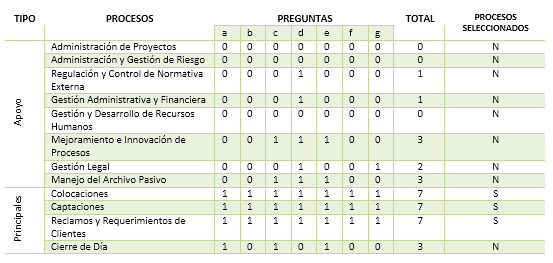 TIPO PROCESOS PREGUNTAS TOTAL PROCESOS SELECCIONADOS
a b c d e f g
Apoyo
Administración de Proyectos 0 0 0 0 0 0 0 0 N
Administración y Gestión de Riesgo 0 0 0 0 0 0 0 0 N
Regulación y Control de Normativa 0 0 0 1 0 0 0 1 N
Externa
Gestión Administrativa y Financiera 0 0 0 1 0 0 0 1 N
Gestión y Desarrollo de Recursos 0 0 0 0 0 0 0 0 N
Humanos
Mejoramiento e Innovación de 0 0 1 1 1 0 0 3 N
Procesos
Gestión Legal 0 0 0 1 0 0 1 2 N
Manejo del Archivo Pasivo 0 0 1 1 1 0 0 3 N
Principales
Colocaciones 1 1 1 1 1 1 1 7 S
Captaciones 1 1 1 1 1 1 1 7 S
Reclamos y Requerimientos de 1 1 1 1 1 1 1 7 S
Clientes
Cierre de Día 1 0 1 0 1 0 0 3 N